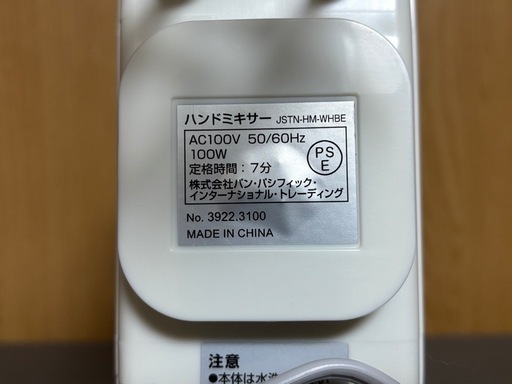 ハンドミキサー JSTN-HM-WHBE
AC100V 50/60Hz
100W
定格時間：7分
PS
E
株式会社パン・パシフィック・
インターナショナル・トレーディング
No. 3922.3100
MADE IN CHINA
注意
●本体は水洗